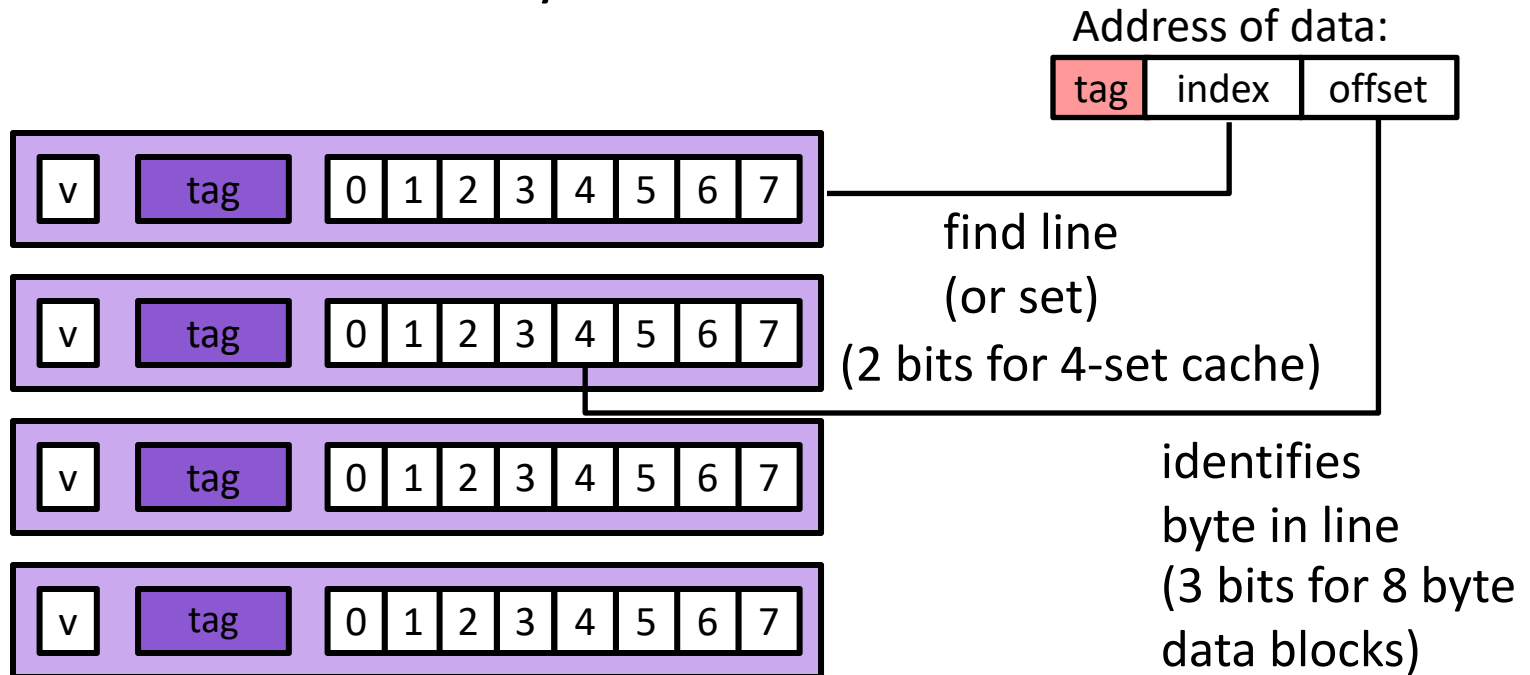 Address of data:
tag index offset
v tag 0 1 2 3 4 5 6 7
find line
(or set)
v tag 0 1 2 3 4 5 6 7
(2 bits for 4-set cache)
v tag 0 1 2 3 4 5 6 7
identifies
byte in line
(3 bits for 8 byte
data blocks)
v tag 0 1 2 3 4 5 6 7